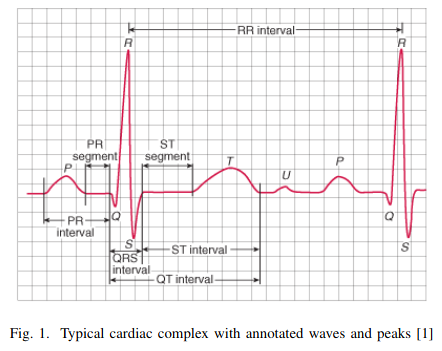 RR interval
R
R
PR
segment
ST
segment
P
T
U
P
Q
PR
interval
S
QRS
interval
ST interval
QT interval
Q
S
Fig. 1. Typical cardiac complex with annotated waves and peaks [1]